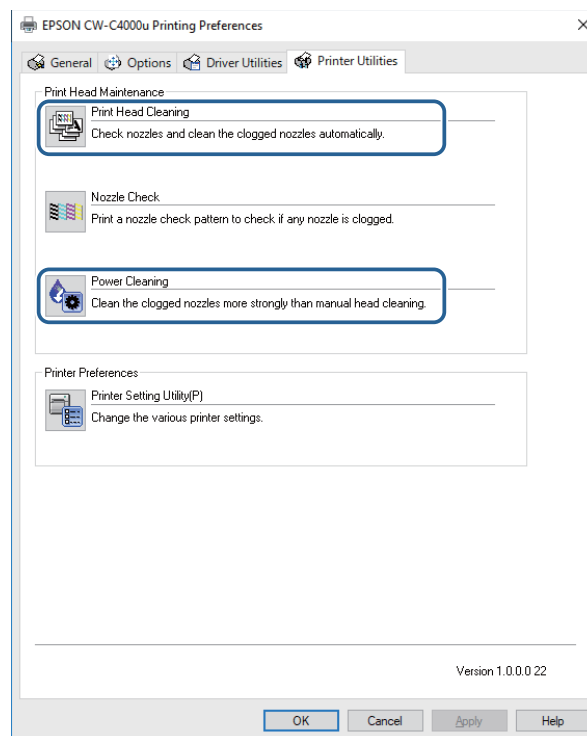 EPSON CW-C4000u Printing Preferences
General Options Driver Utilities Printer Utilities
Print Head Maintenance
Print Head Cleaning
Check nozzles and clean the clogged nozzles automatically.
Nozzle Check
Print a nozzle check pattern to check if any nozzle is clogged.
Power Cleaning
Clean the clogged nozzles more strongly than manual head cleaning.
Printer Preferences
Printer Setting Utility(P)
Change the various printer settings.
Version 1.0.0.0 22
OK Cancel Apply Help